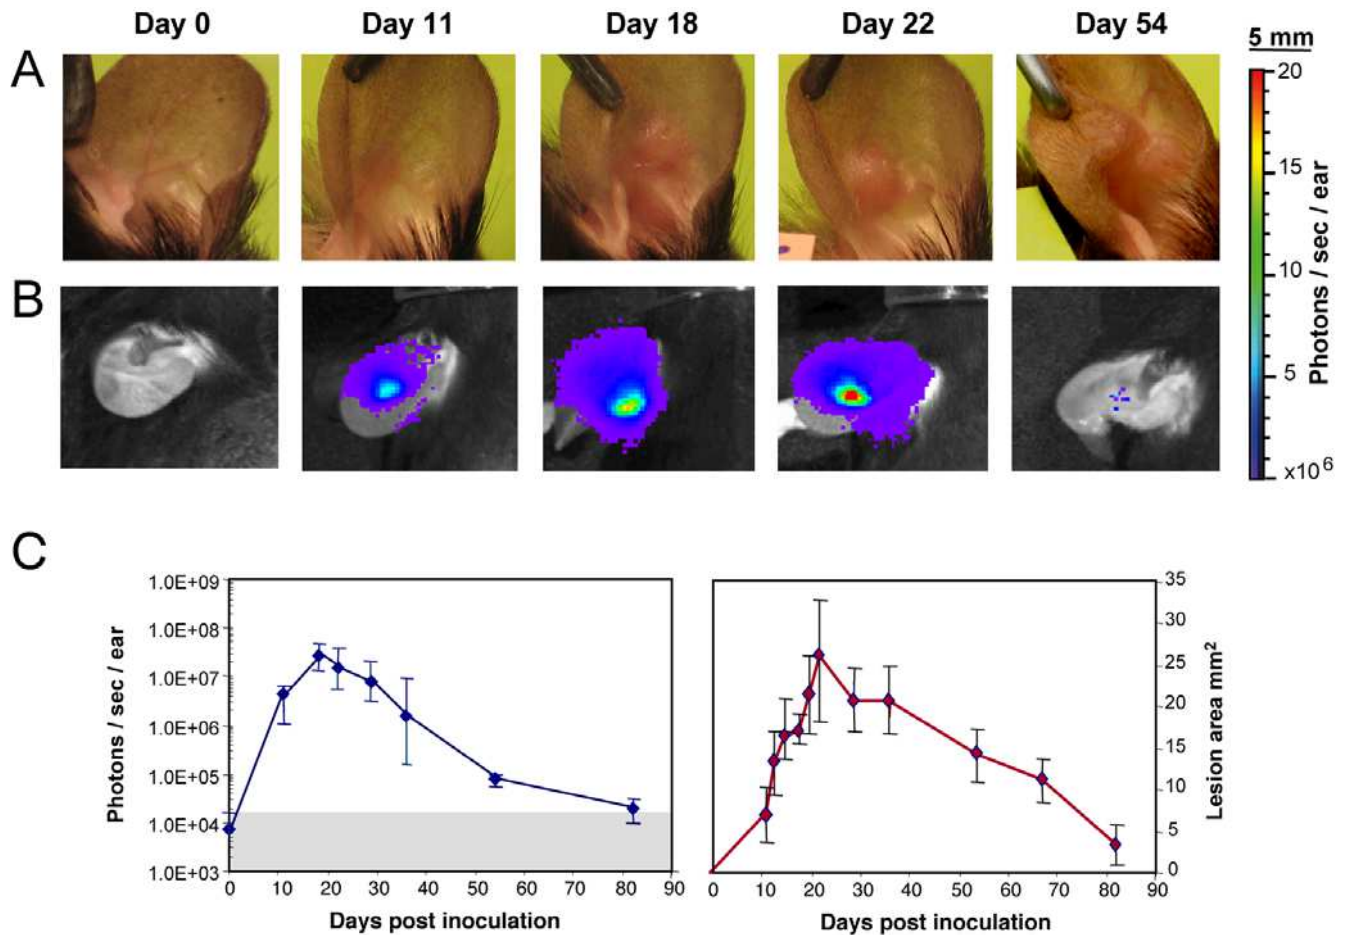 Day 0 Day 11 Day 18 Day 22 Day 54
5 mm
A
20
15
10
5
x10⁶
Photons / sec / ear
B
C
1.0E+09
1.0E+08
1.0E+07
1.0E+06
1.0E+05
1.0E+04
1.0E+03
Photons / sec / ear
0 10 20 30 40 50 60 70 80 90
Days post inoculation
35
30
25
20
15
10
5
0
Lesion area mm²
0 10 20 30 40 50 60 70 80 90
Days post inoculation